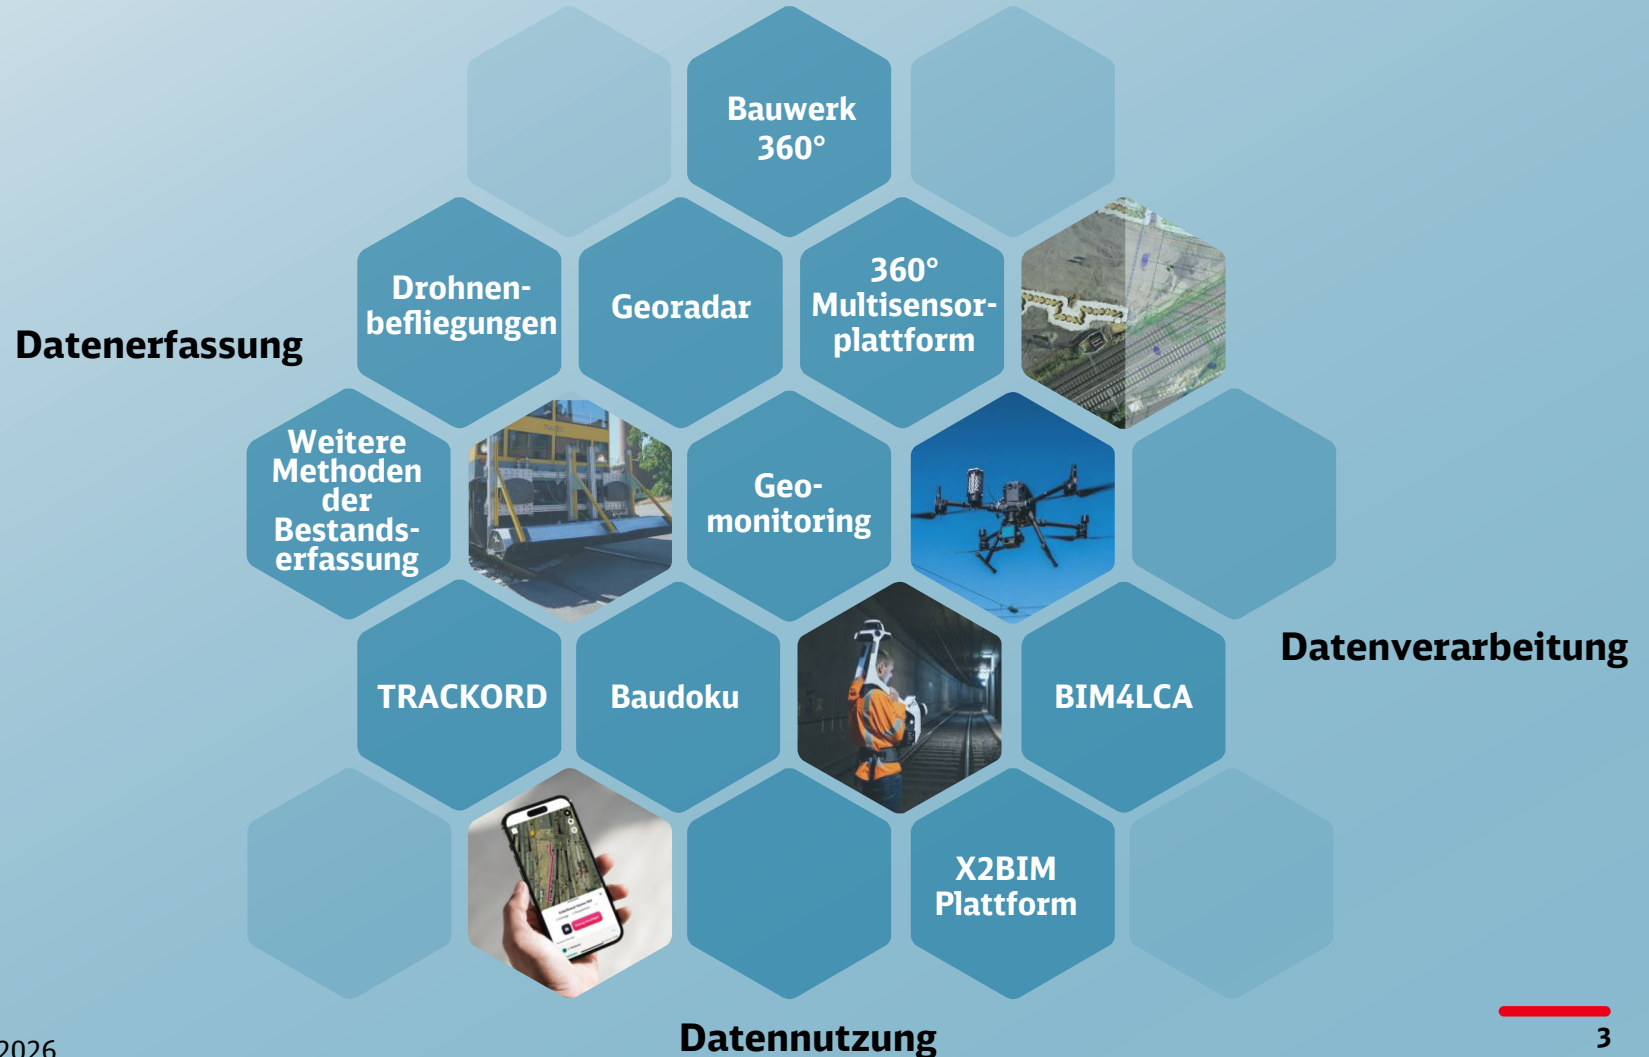 Bauwerk
360°
Drohnen-
befliegungen
Georadar
360°
Multisensor-
plattform
Datenerfassung
Weitere
Methoden
der
Bestands-
erfassung
Geo-
monitoring
Datenverarbeitung
TRACKORD
Baudoku
BIM4LCA
X2BIM
Plattform
Datennutzung
2026
3